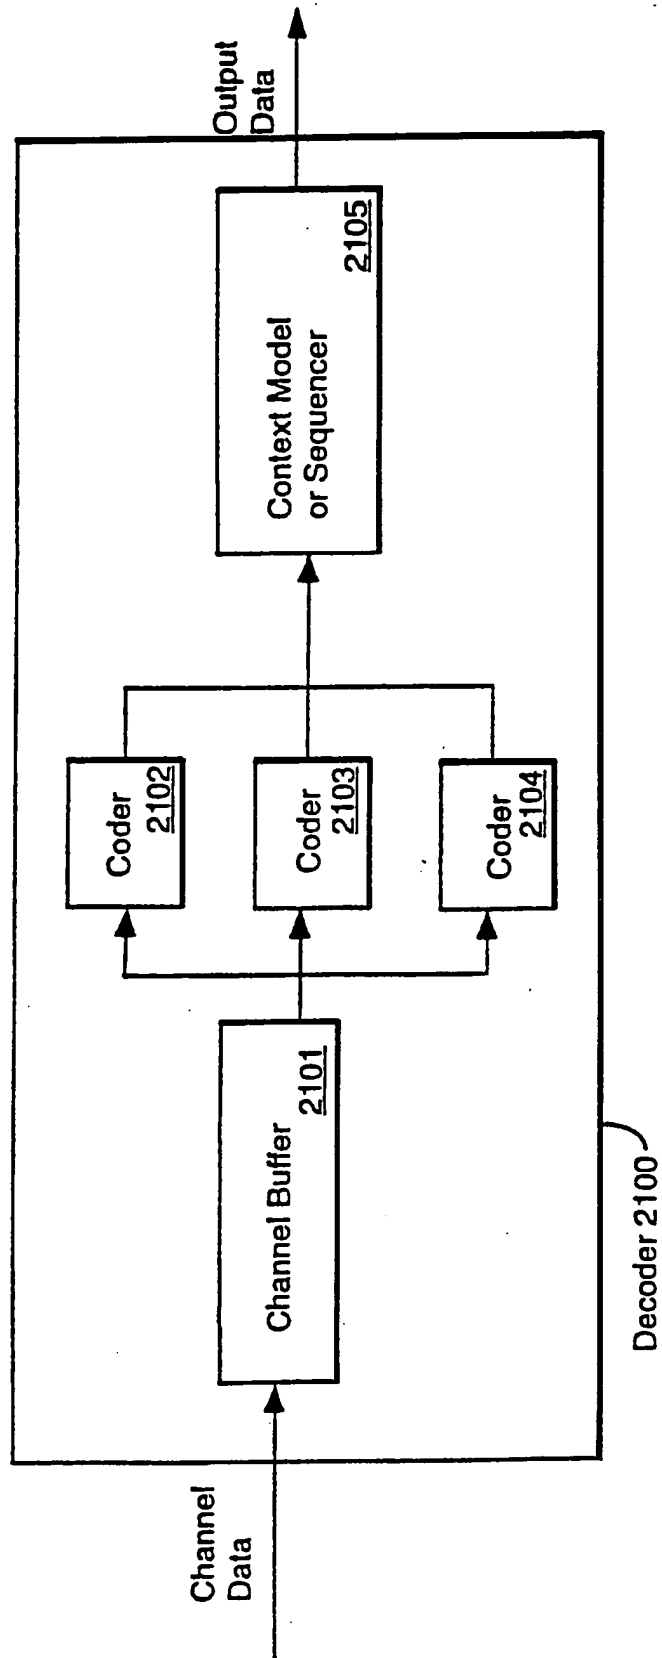 Channel
Data
Channel Buffer
2101
Coder
2102
Coder
2103
Coder
2104
Context Model
or Sequencer
2105
Output
Data
Decoder 2100